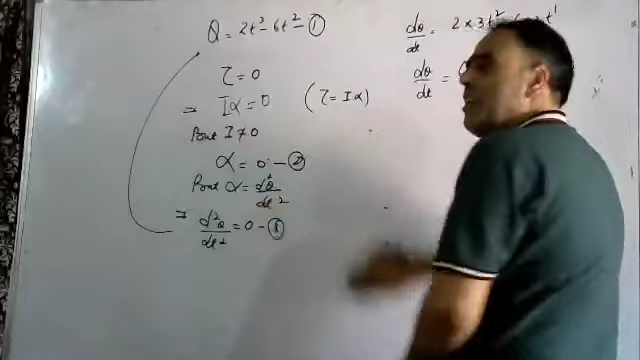 Q = 2t³ - 6t² - ①
τ = 0
⇒ Iα = 0 (τ = Iα)
But I ≠ 0
α = 0 - ②
But α = d²θ/dt²
⇒ d²θ/dt² = 0 - ③
dθ/dt = 2 × 3t²
dθ/dt =